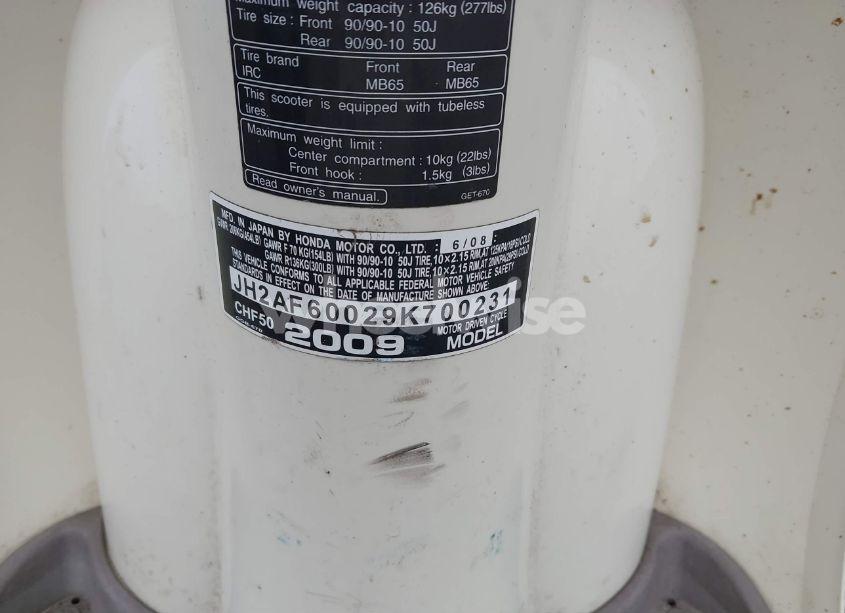 Maximum weight capacity : 126kg (277lbs)
Tire size : Front 90/90-10 50J
Rear 90/90-10 50J
Tire brand Front Rear
IRC MB65 MB65
This scooter is equipped with tubeless
tires.
Maximum weight limit :
Center compartment : 10kg (22lbs)
Front hook : 1.5kg (3lbs)
Read owner's manual. GET-670
MFD. IN JAPAN BY HONDA MOTOR CO., LTD. : 6/08 :
GAWR F 70 KG(154LB) WITH 90/90-10 50J TIRE,10×2.15 RIM,AT
GAWR R136KG(300LB) WITH 90/90-10 50J TIRE,10×2.15 RIM,AT
THIS VEHICLE CONFORMS TO ALL APPLICABLE FEDERAL MOTOR VEHICLE SAFETY
STANDARDS IN EFFECT ON THE DATE OF MANUFACTURE SHOWN ABOVE.
JH2AF60029K700231
CHF50 MOTOR DRIVEN CYCLE
2009 MODEL